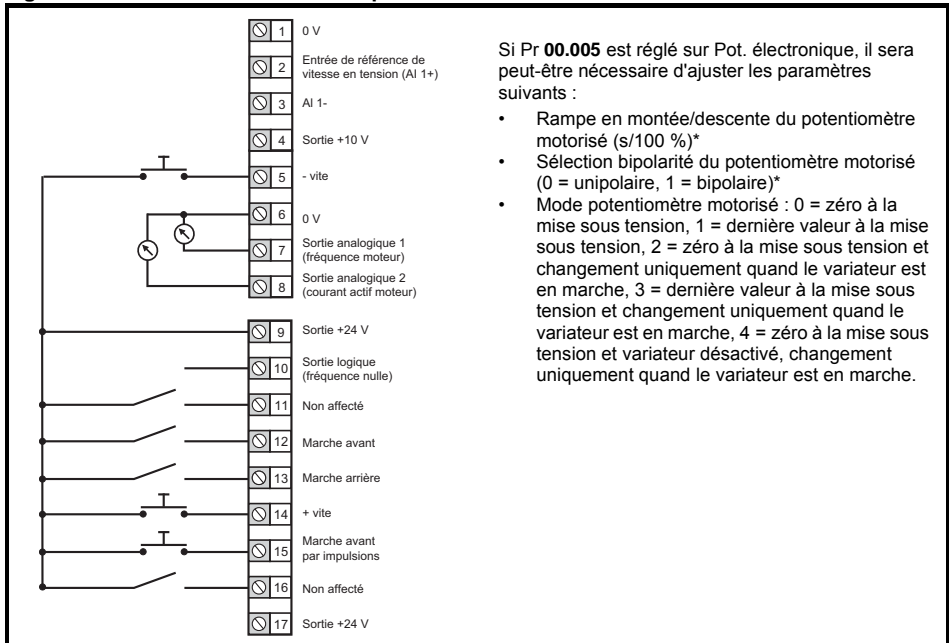 1 0 V
2 Entrée de référence de
vitesse en tension (AI 1+)
3 AI 1-
4 Sortie +10 V
5 - vite
6 0 V
7 Sortie analogique 1
(fréquence moteur)
8 Sortie analogique 2
(courant actif moteur)
9 Sortie +24 V
10 Sortie logique
(fréquence nulle)
11 Non affecté
12 Marche avant
13 Marche arrière
14 + vite
15 Marche avant
par impulsions
16 Non affecté
17 Sortie +24 V
Si Pr 00.005 est réglé sur Pot. électronique, il sera
peut-être nécessaire d'ajuster les paramètres
suivants :
• Rampe en montée/descente du potentiomètre
motorisé (s/100 %)*
• Sélection bipolarité du potentiomètre motorisé
(0 = unipolaire, 1 = bipolaire)*
• Mode potentiomètre motorisé : 0 = zéro à la
mise sous tension, 1 = dernière valeur à la mise
sous tension, 2 = zéro à la mise sous tension et
changement uniquement quand le variateur est
en marche, 3 = dernière valeur à la mise sous
tension et changement uniquement quand le
variateur est en marche, 4 = zéro à la mise sous
tension et variateur désactivé, changement
uniquement quand le variateur est en marche.